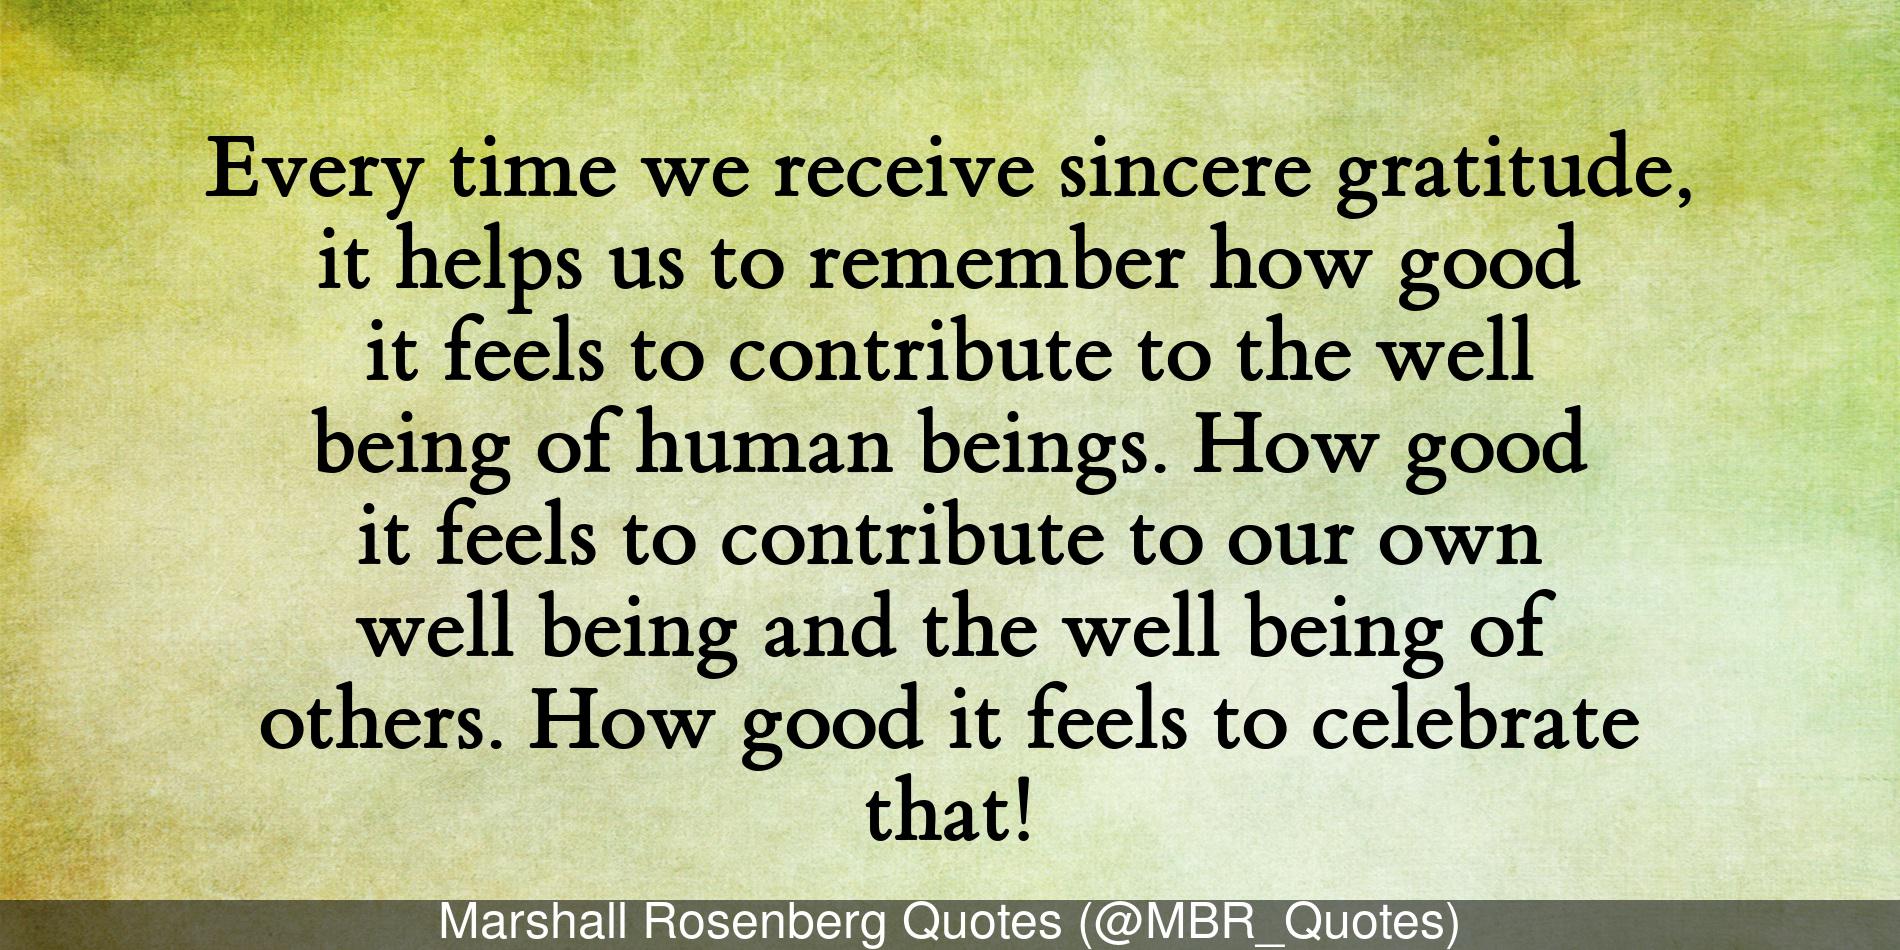 Every time we receive sincere gratitude,
it helps us to remember how good
it feels to contribute to the well
being of human beings. How good
it feels to contribute to our own
well being and the well being of
others. How good it feels to celebrate
that!
Marshall Rosenberg Quotes (@MBR_Quotes)